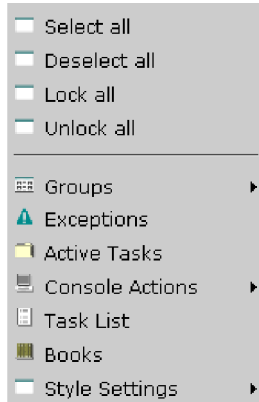 Select all
Deselect all
Lock all
Unlock all
Groups
Exceptions
Active Tasks
Console Actions
Task List
Books
Style Settings